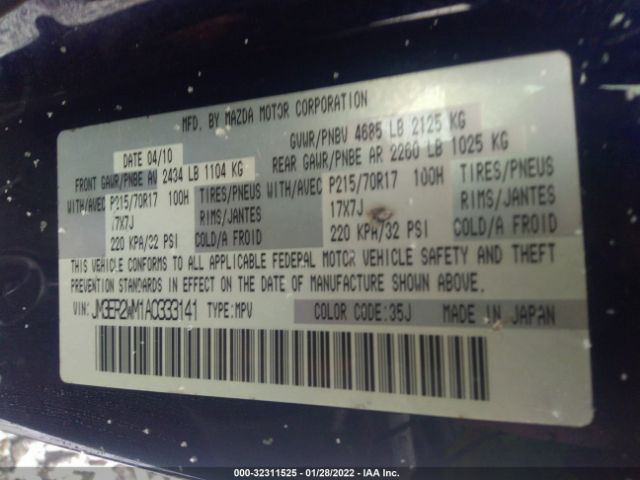 MFD. BY MAZDA MOTOR CORPORATION
DATE 04/10 GVWR/PNBV 4685 LB 2125 KG
FRONT GAWR/PNBE AV 2434 LB 1104 KG REAR GAWR/PNBE AR 2260 LB 1025 KG
WITH/AVEC P215/70R17 100H TIRES/PNEUS WITH/AVEC P215/70R17 100H TIRES/PNEUS
17X7J RIMS/JANTES 17X7J RIMS/JANTES
220 KPA/32 PSI COLD/A FROID 220 KPA/32 PSI COLD/A FROID
THIS VEHICLE CONFORMS TO ALL APPLICABLE FEDERAL MOTOR VEHICLE SAFETY AND THEFT
PREVENTION STANDARDS IN EFFECT ON THE DATE OF MANUFACTURE SHOWN ABOVE.
VIN: JM3ER2WM1A0333141 TYPE:MPV COLOR CODE:35J MADE IN JAPAN
000-32311525 - 01/28/2022 - IAA Inc.